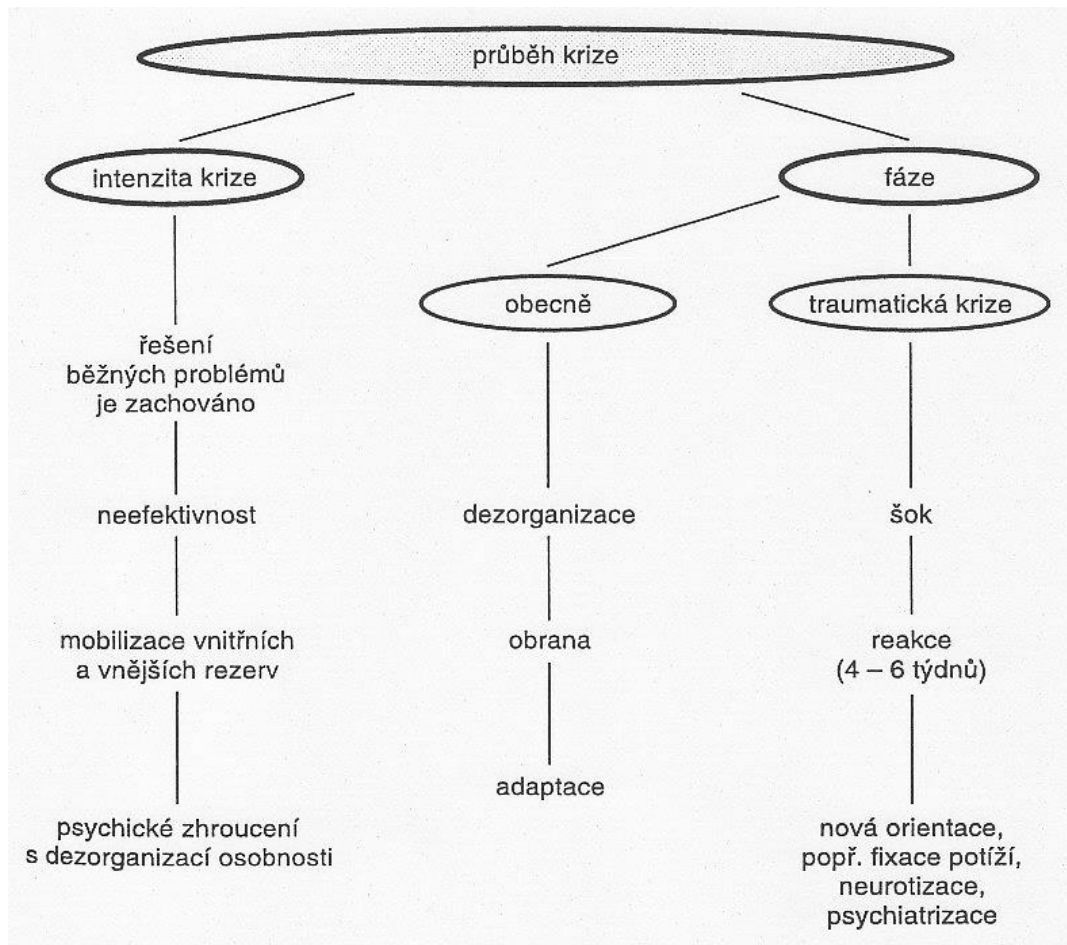 průběh krize
intenzita krize
fáze
obecně
traumatická krize
řešení
běžných problémů
je zachováno
neefektivnost
dezorganizace
šok
mobilizace vnitřních
a vnějších rezerv
obrana
reakce
(4 – 6 týdnů)
adaptace
psychické zhroucení
s dezorganizací osobnosti
nová orientace,
popř. fixace potíží,
neurotizace,
psychiatrizace